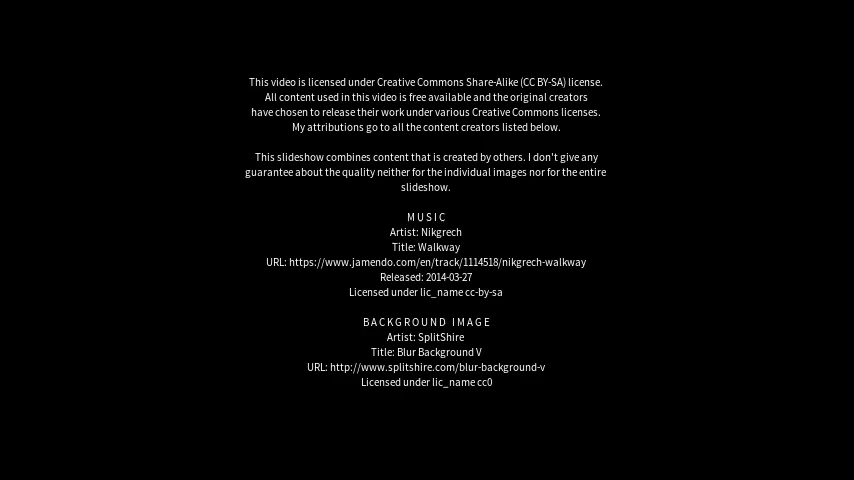 This video is licensed under Creative Commons Share-Alike (CC BY-SA) license.
All content used in this video is free available and the original creators
have chosen to release their work under various Creative Commons licenses.
My attributions go to all the content creators listed below.
This slideshow combines content that is created by others. I don't give any
guarantee about the quality neither for the individual images nor for the entire
slideshow.
MUSIC
Artist: Nikgrech
Title: Walkway
URL: https://www.jamendo.com/en/track/1114518/nikgrech-walkway
Released: 2014-03-27
Licensed under lic_name cc-by-sa
BACKGROUND IMAGE
Artist: SplitShire
Title: Blur Background V
URL: http://www.splitshire.com/blur-background-v
Licensed under lic_name cc0